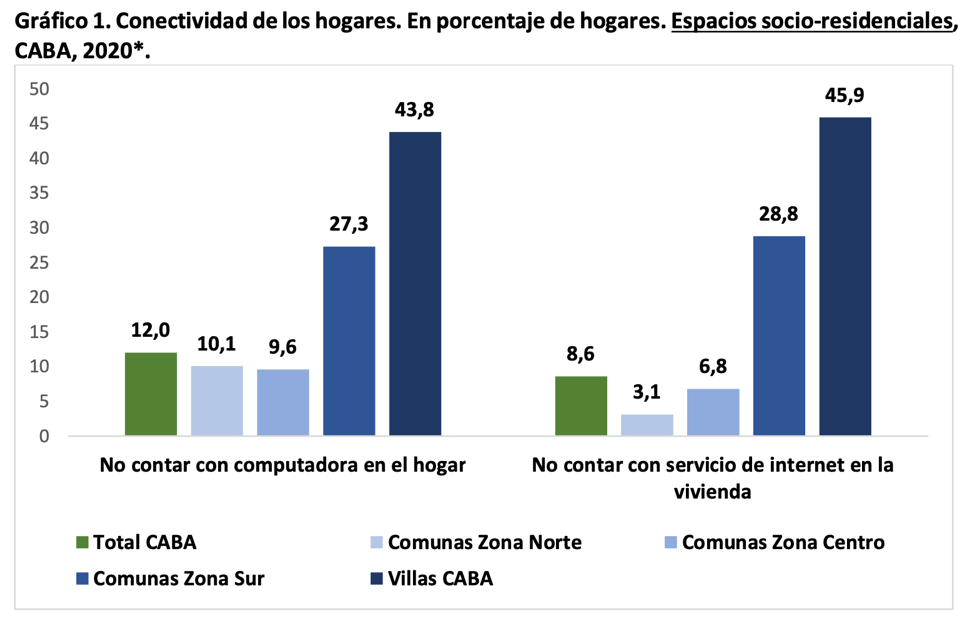 Gráfico 1. Conectividad de los hogares. En porcentaje de hogares. Espacios socio-residenciales,
CABA, 2020*.
50
45
40
35
30
25
20
15
10
5
0
12,0
10,1
9,6
27,3
43,8
8,6
3,1
6,8
28,8
45,9
No contar con computadora en el hogar
No contar con servicio de internet en la
vivienda
Total CABA
Comunas Zona Norte
Comunas Zona Centro
Comunas Zona Sur
Villas CABA